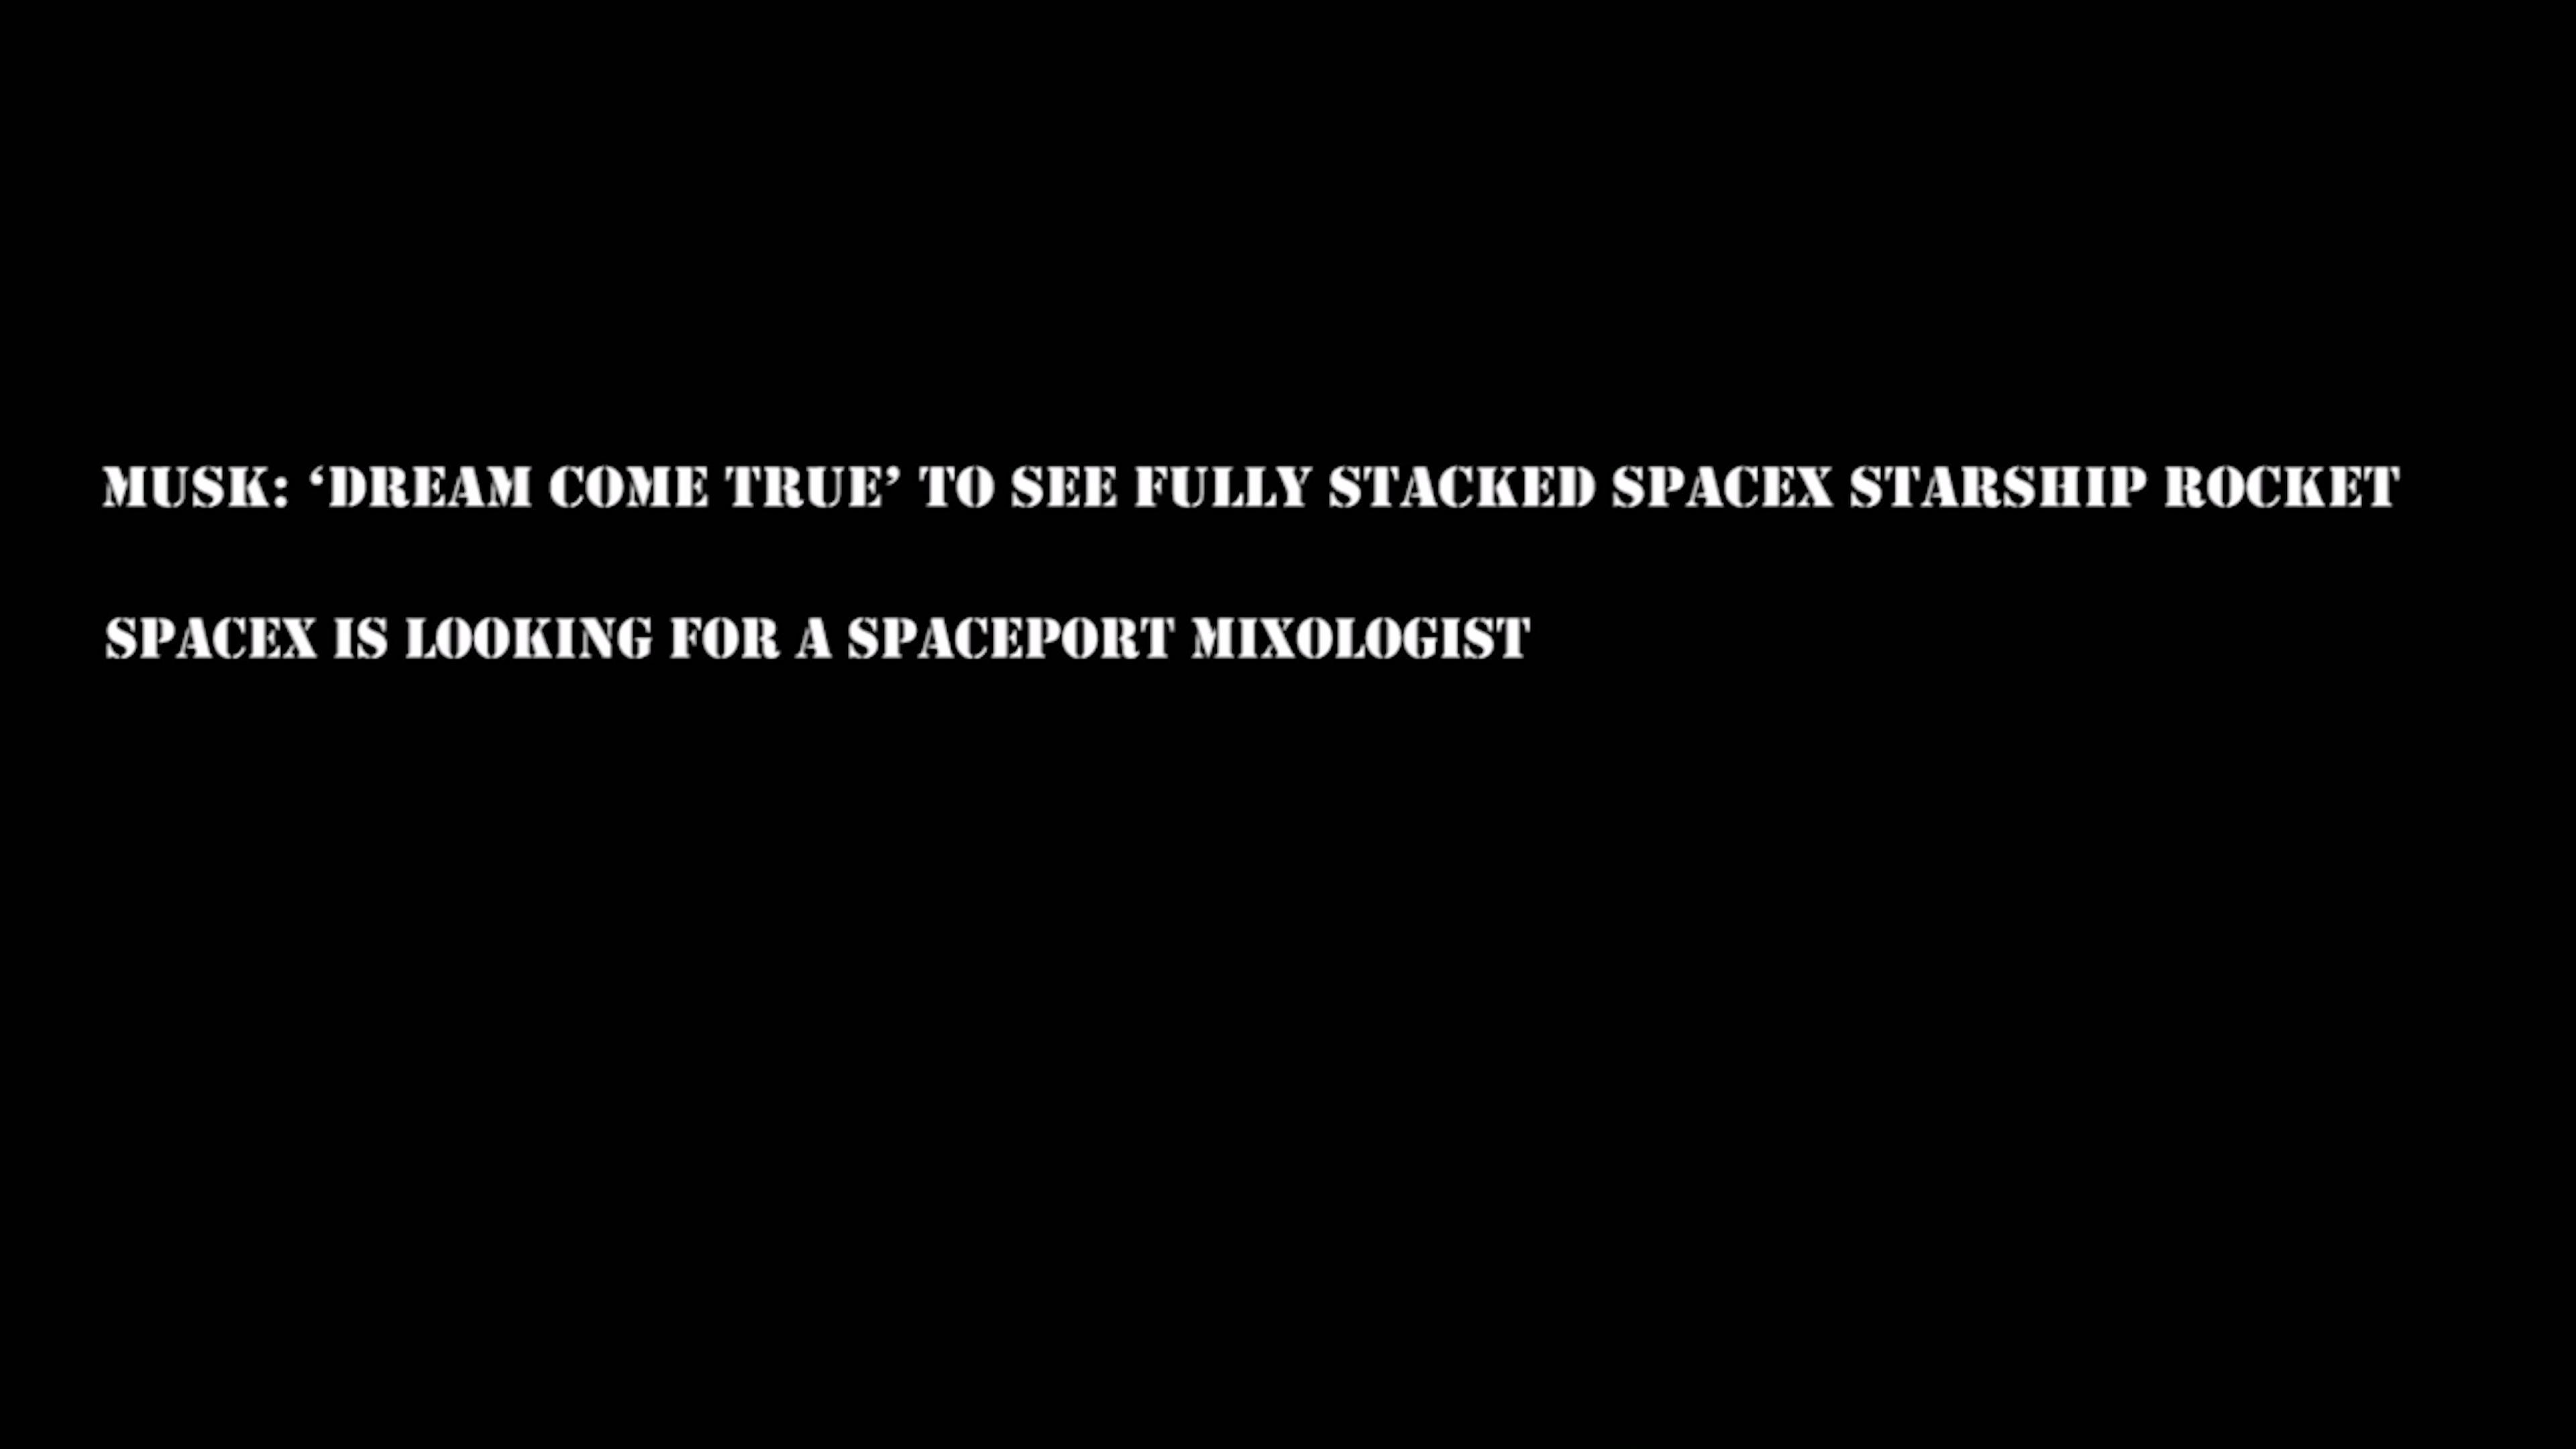 MUSK: ‘DREAM COME TRUE’ TO SEE FULLY STACKED SPACEX STARSHIP ROCKET
SPACEX IS LOOKING FOR A SPACEPORT MIXOLOGIST